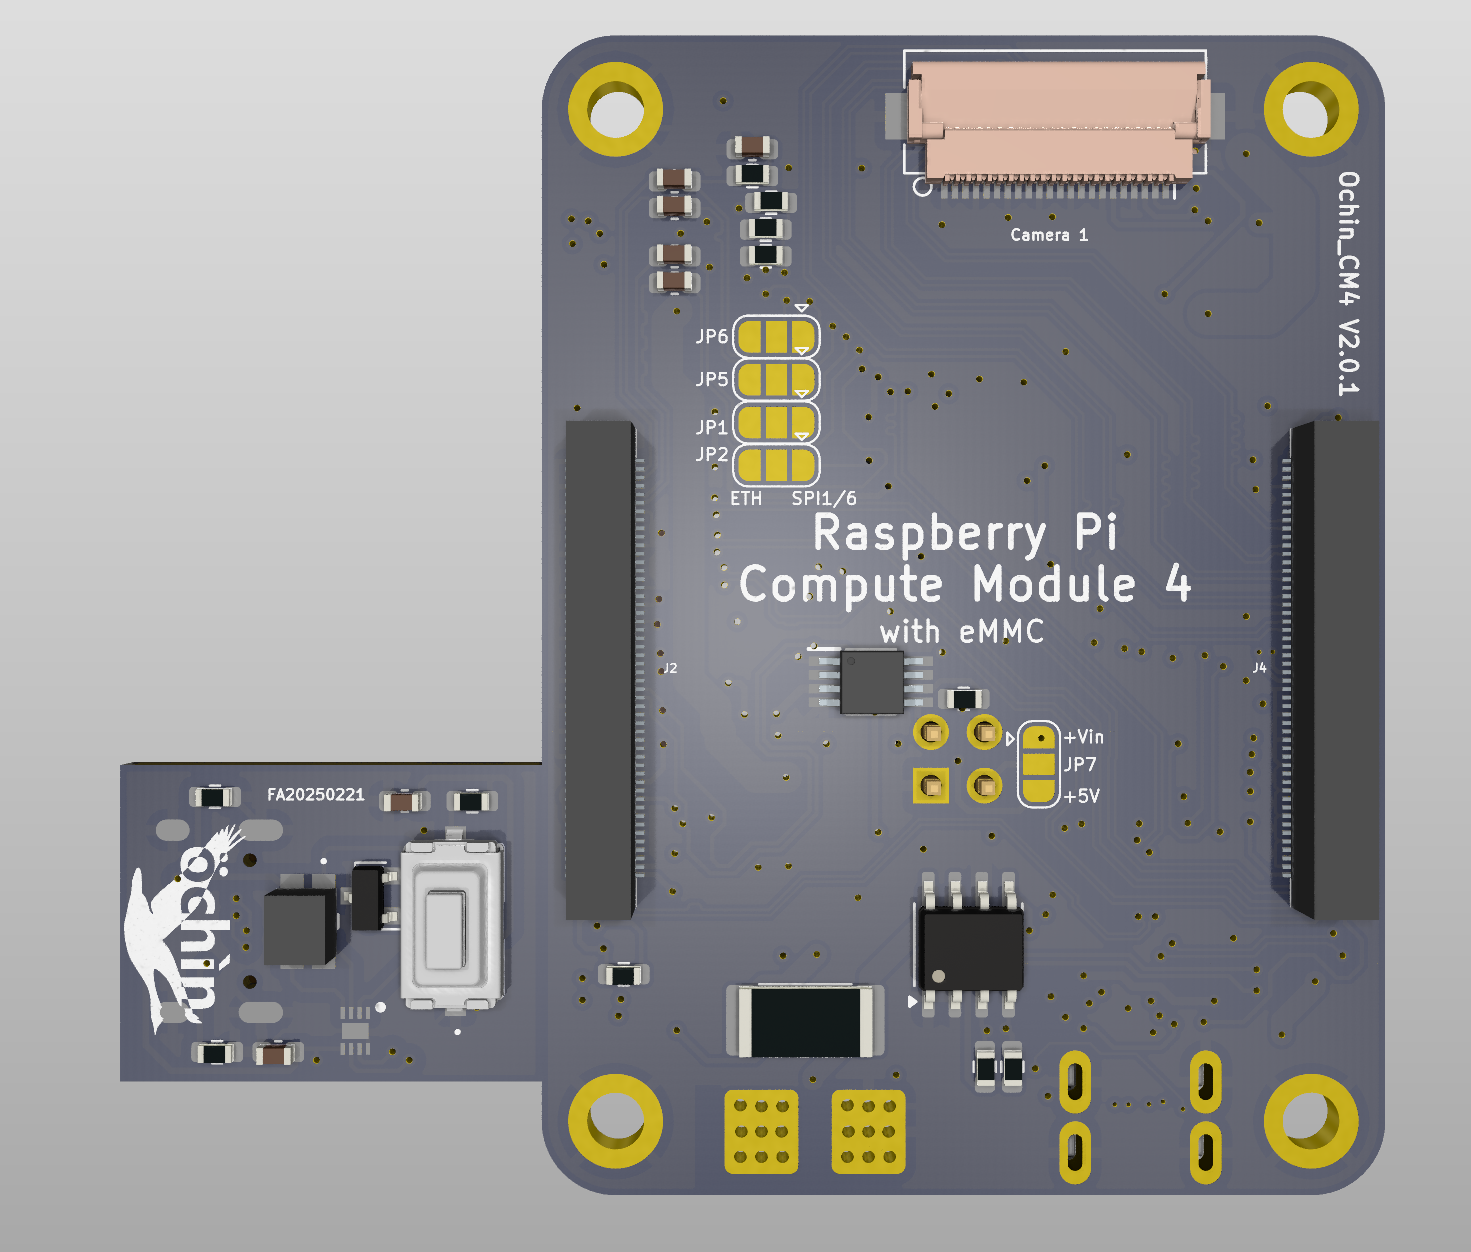 Camera 1
Ochin_CM4 V2.0.1
JP6
JP5
JP1
JP2
ETH SPI1/6
Raspberry Pi
Compute Module 4
with eMMC
J2
J4
+Vin
JP7
+5V
FA20250221
öchìn